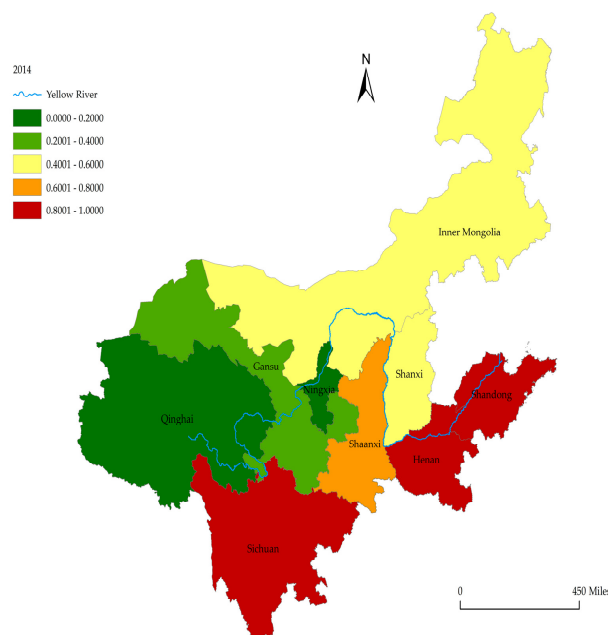 N
2014
Yellow River
0.0000 - 0.2000
0.2001 - 0.4000
0.4001 - 0.6000
0.6001 - 0.8000
0.8001 - 1.0000
Inner Mongolia
Gansu
Shanxi
Ningxia
Shandong
Qinghai
Shaanxi
Henan
Sichuan
0 450 Miles